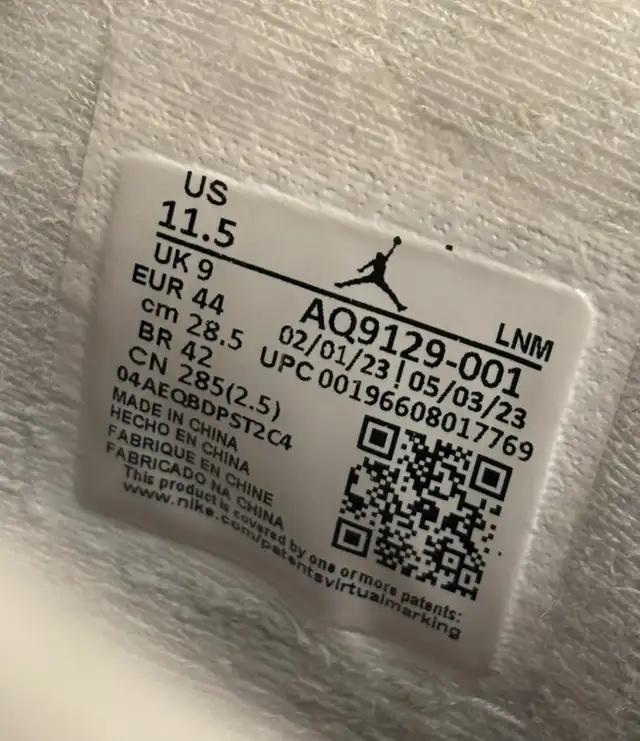 US
11.5
UK 9
EUR 44
cm 28.5
BR 42
CN 285(2.5)
04AEQBDPST2C4
MADE IN CHINA
HECHO EN CHINA
FABRIQUE EN CHINE
FABRICADO NA CHINA
LNM
AQ9129-001
02/01/23 | 05/03/23
UPC 00196608017769
This product is covered by one or more patents:
www.nike.com/patentsvirtualmarking